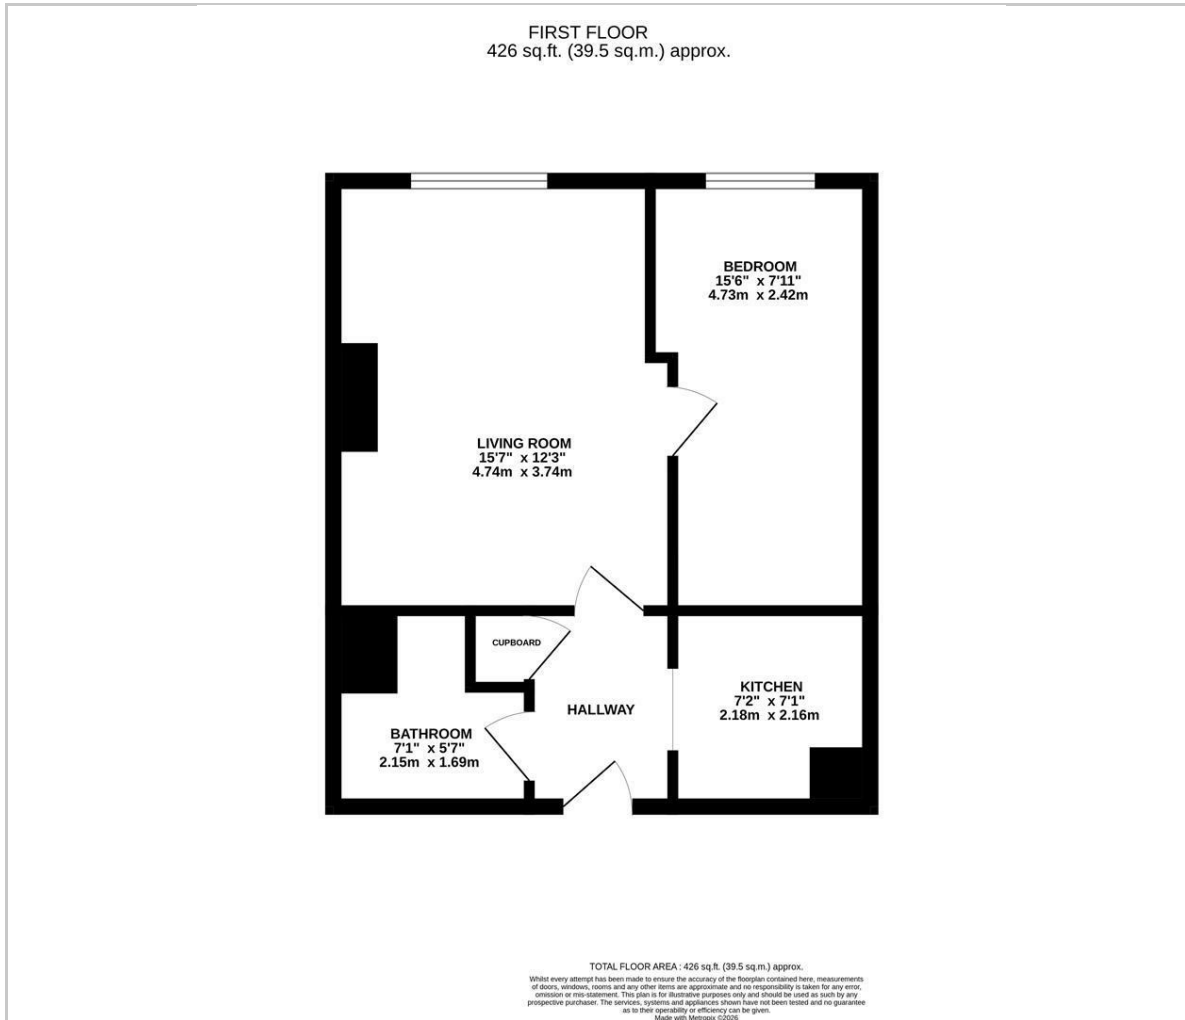 FIRST FLOOR
426 sq.ft. (39.5 sq.m.) approx.
BEDROOM
15'6" x 7'11"
4.73m x 2.42m
LIVING ROOM
15'7" x 12'3"
4.74m x 3.74m
CUPBOARD
HALLWAY
KITCHEN
7'2" x 7'1"
2.18m x 2.16m
BATHROOM
7'1" x 5'7"
2.15m x 1.69m
TOTAL FLOOR AREA : 426 sq.ft. (39.5 sq.m.) approx.
Whilst every attempt has been made to ensure the accuracy of the floorplan contained here, measurements
of doors, windows, rooms and any other items are approximate and no responsibility is taken for any error,
omission or mis-statement. This plan is for illustrative purposes only and should be used as such by any
prospective purchaser. The services, systems and appliances shown have not been tested and no guarantee
as to their operability or efficiency can be given.
Made with Metropix ©2026